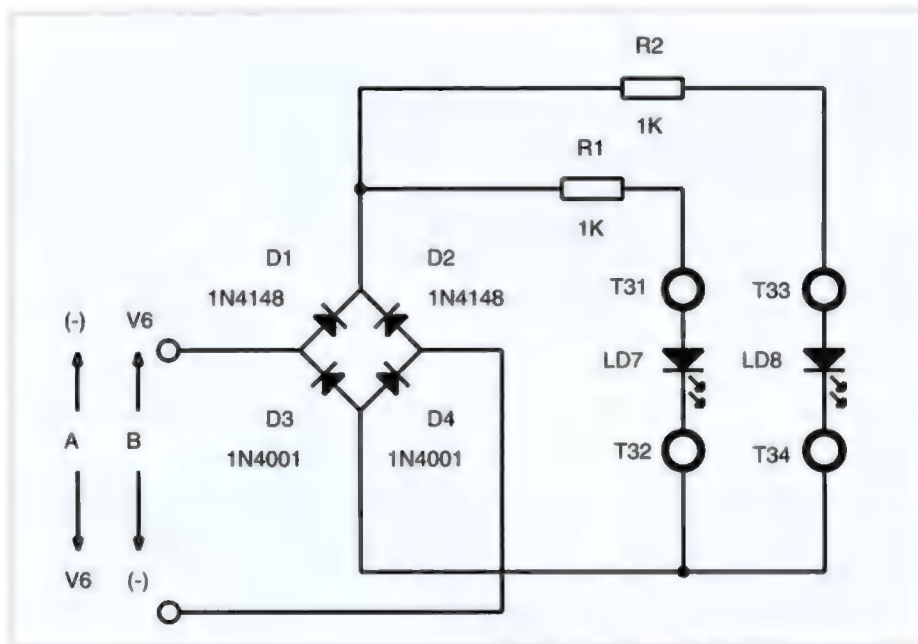 R2
1K
R1
1K
D1
D2
1N4148
1N4148
T31
T33
(-)
V6
LD7
LD8
A
B
D3
D4
1N4001
1N4001
T32
T34
V6
(-)